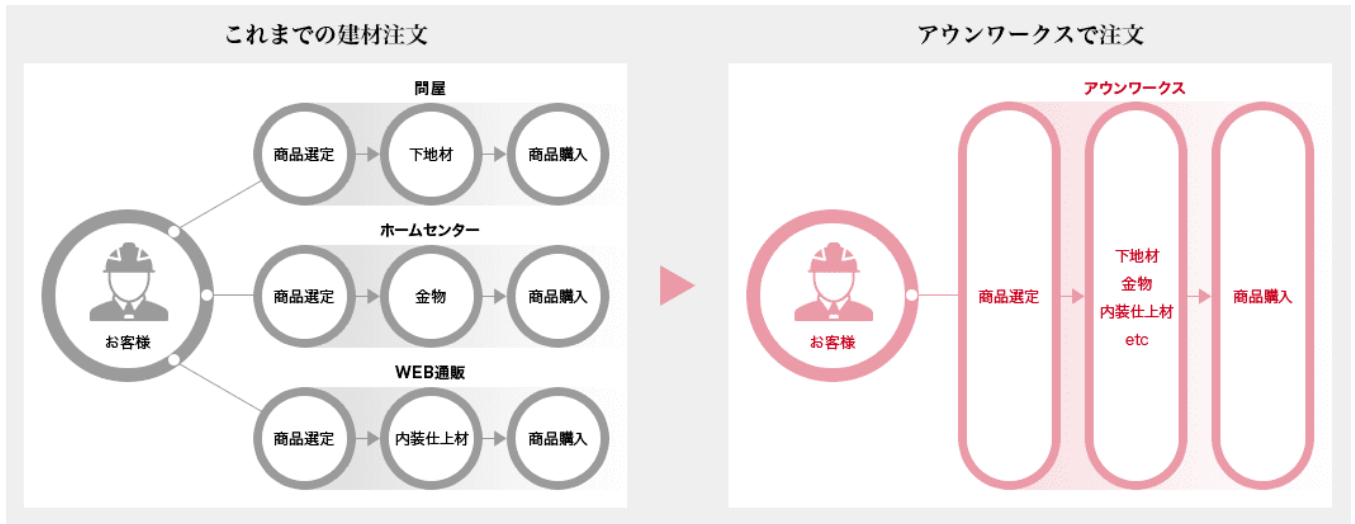 これまでの建材注文
問屋
商品選定
下地材
商品購入
ホームセンター
商品選定
金物
商品購入
お客様
WEB通販
商品選定
内装仕上材
商品購入
アウンワークスで注文
アウンワークス
お客様
商品選定
下地材
金物
内装仕上材
etc
商品購入